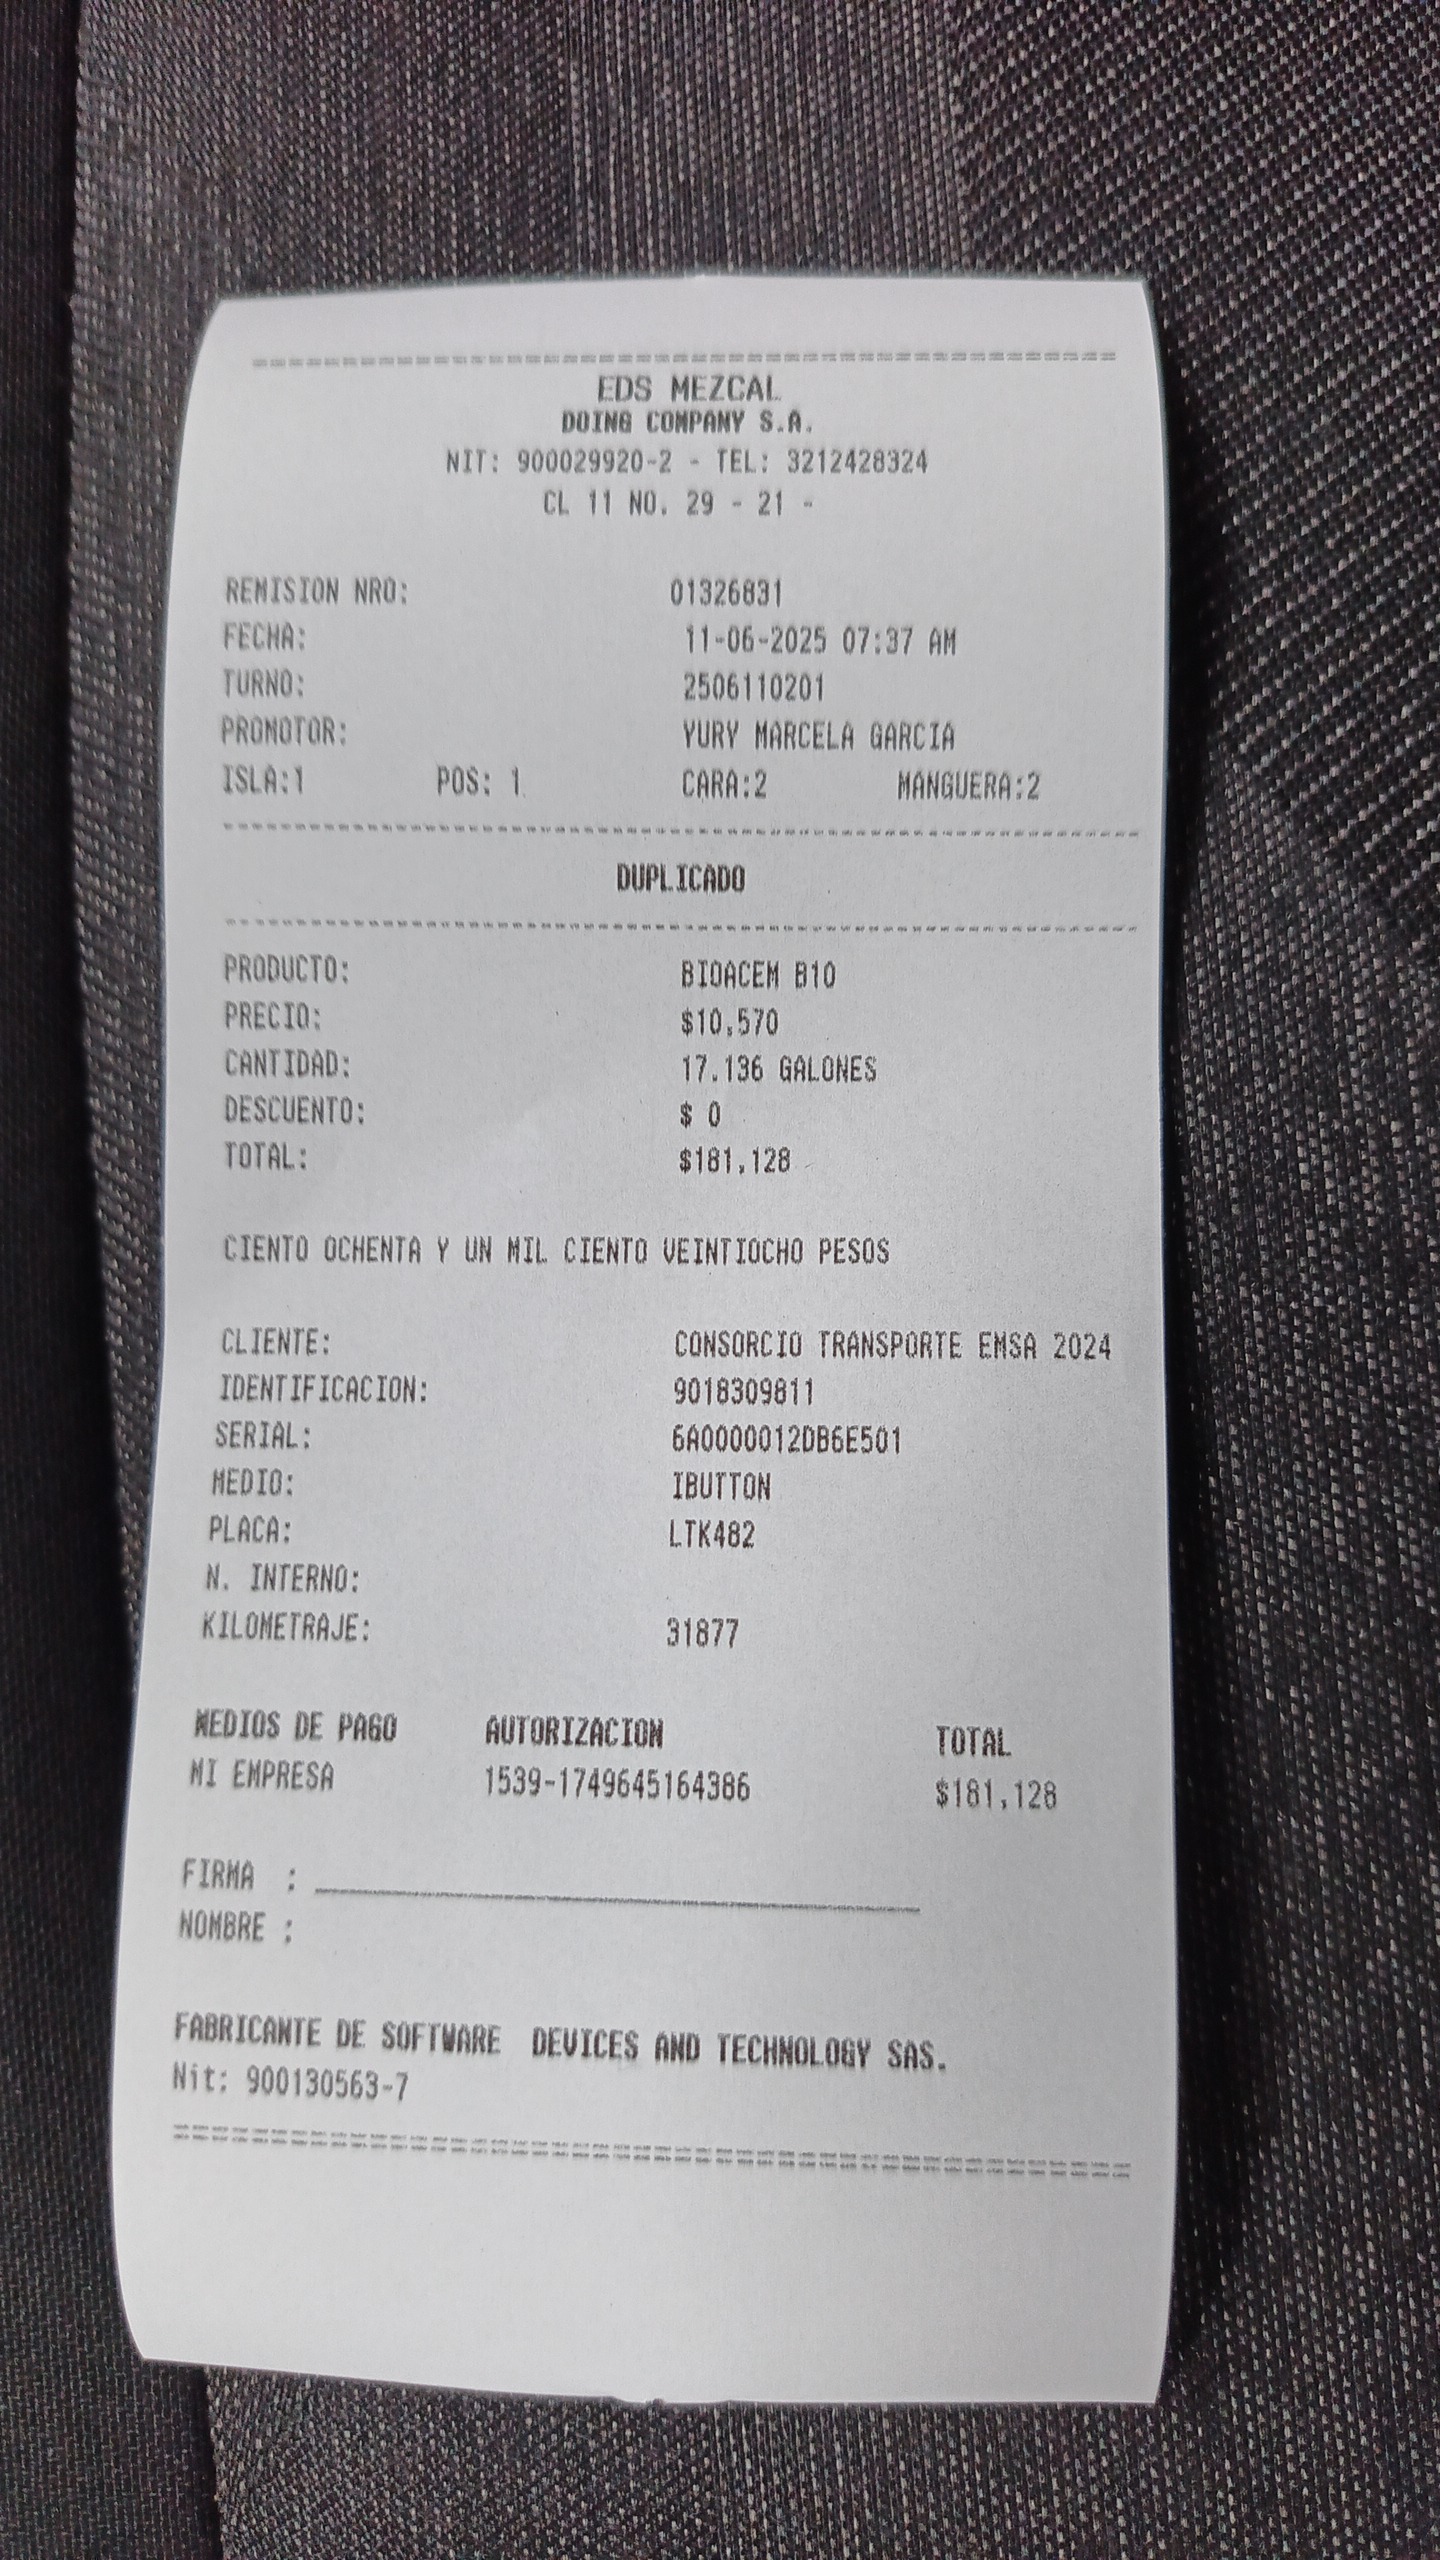 EDS MEZCAL
DOING COMPANY S.A.
NIT: 900029920-2 - TEL: 3212428324
CL 11 NO. 29 - 21 -
REMISION NRO: 01326831
FECHA: 11-06-2025 07:37 AM
TURNO: 2506110201
PROMOTOR: YURY MARCELA GARCIA
ISLA:1 POS: 1 CARA:2 MANGUERA:2
DUPLICADO
PRODUCTO: BIOACEM B10
PRECIO: $10,570
CANTIDAD: 17.136 GALONES
DESCUENTO: $ 0
TOTAL: $181,128
CIENTO OCHENTA Y UN MIL CIENTO VEINTIOCHO PESOS
CLIENTE: CONSORCIO TRANSPORTE EMSA 2024
IDENTIFICACION: 9018309811
SERIAL: 6A0000012DB6E501
MEDIO: IBUTTON
PLACA: LTK482
N. INTERNO:
KILOMETRAJE: 31877
MEDIOS DE PAGO AUTORIZACION TOTAL
MI EMPRESA 1539-1749645164386 $181,128
FIRMA :
NOMBRE :
FABRICANTE DE SOFTWARE DEVICES AND TECHNOLOGY SAS.
Nit: 900130563-7